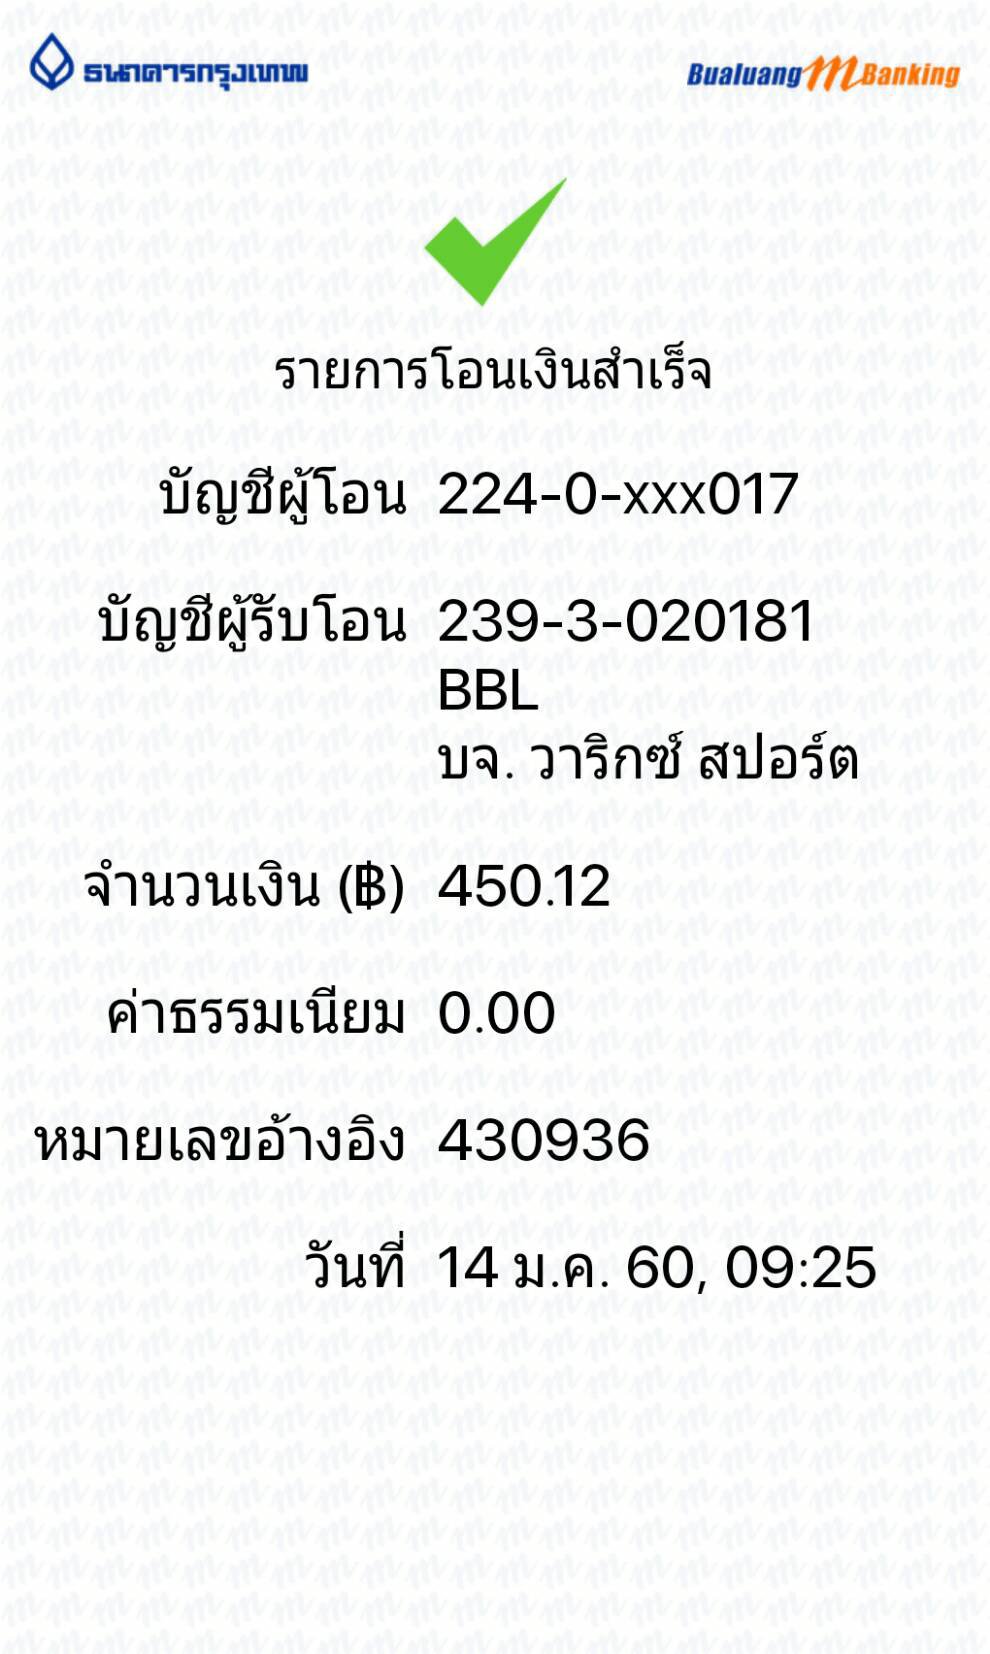 ธนาคารกรุงเทพ
Bualuang mBanking
รายการโอนเงินสำเร็จ
บัญชีผู้โอน 224-0-xxx017
บัญชีผู้รับโอน 239-3-020181
BBL
บจ. วาริกซ์ สปอร์ต
จำนวนเงิน (฿) 450.12
ค่าธรรมเนียม 0.00
หมายเลขอ้างอิง 430936
วันที่ 14 ม.ค. 60, 09:25